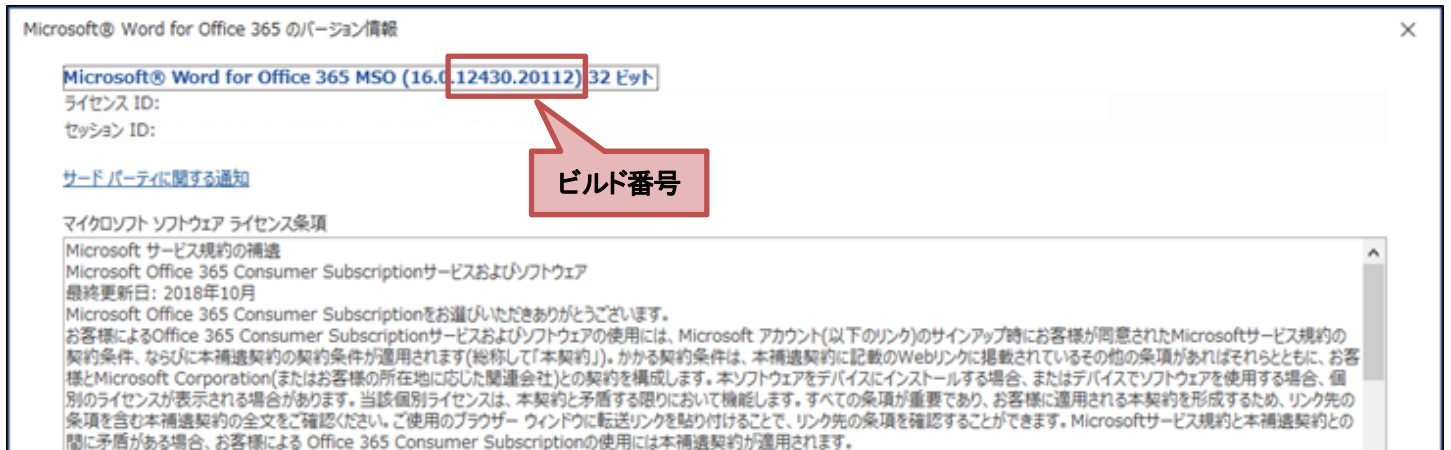 Microsoft® Word for Office 365 のバージョン情報
Microsoft® Word for Office 365 MSO (16.0.12430.20112) 32 ビット
ライセンス ID:
セッション ID:
サード パーティに関する通知
ビルド番号
マイクロソフト ソフトウェア ライセンス条項
Microsoft サービス規約の補遺
Microsoft Office 365 Consumer Subscriptionサービスおよびソフトウェア
最終更新日: 2018年10月
Microsoft Office 365 Consumer Subscriptionをお選びいただきありがとうございます。
お客様によるOffice 365 Consumer Subscriptionサービスおよびソフトウェアの使用には、Microsoft アカウント(以下のリンク)のサインアップ時にお客様が同意されたMicrosoftサービス規約の
契約条件、ならびに本補遺契約の契約条件が適用されます(総称して「本契約」)。かかる契約条件は、本補遺契約に記載のWebリンクに掲載されているその他の条項があればそれらとともに、お客
様とMicrosoft Corporation(またはお客様の所在地に応じた関連会社)との契約を構成します。本ソフトウェアをデバイスにインストールする場合、またはデバイスでソフトウェアを使用する場合、個
別のライセンスが表示される場合があります。当該個別ライセンスは、本契約と矛盾する限りにおいて機能します。すべての条項が重要であり、お客様に適用される本契約を形成するため、リンク先の
条項を含む本補遺契約の全文をご確認ください。ご使用のブラウザー ウィンドウに転送リンクを貼り付けることで、リンク先の条項を確認することができます。Microsoftサービス規約と本補遺契約との
間に矛盾がある場合、お客様による Office 365 Consumer Subscriptionの使用には本補遺契約が適用されます。